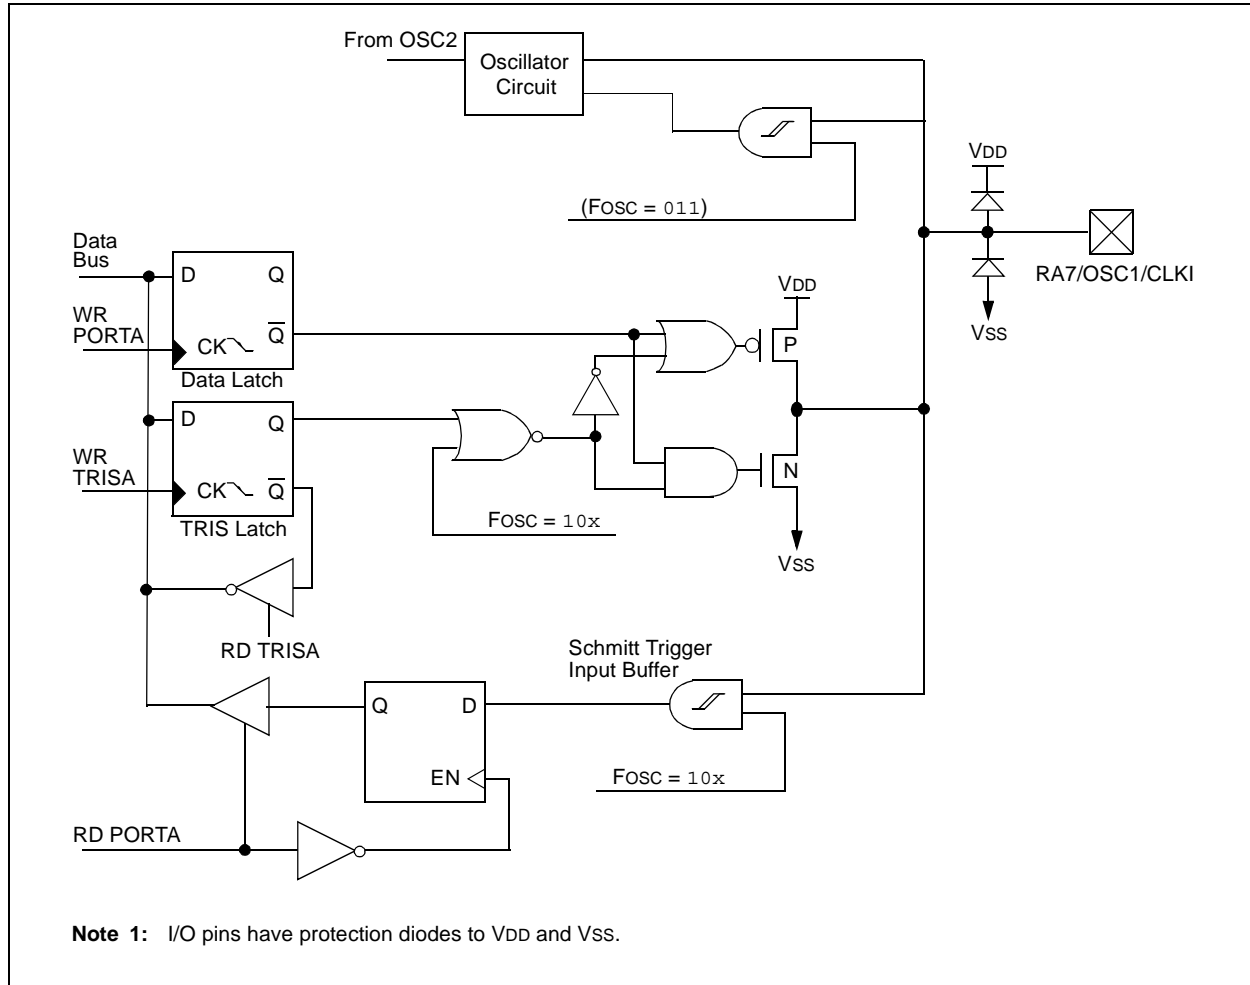 From OSC2
Oscillator
Circuit
(FOSC = 011)
VDD
RA7/OSC1/CLKI
VSS
Data
Bus
D
Q
WR
PORTA
CK
Q
Data Latch
VDD
P
D
Q
WR
TRISA
CK
Q
TRIS Latch
FOSC = 10x
N
VSS
RD TRISA
Schmitt Trigger
Input Buffer
Q
D
EN
FOSC = 10x
RD PORTA
Note 1: I/O pins have protection diodes to VDD and VSS.